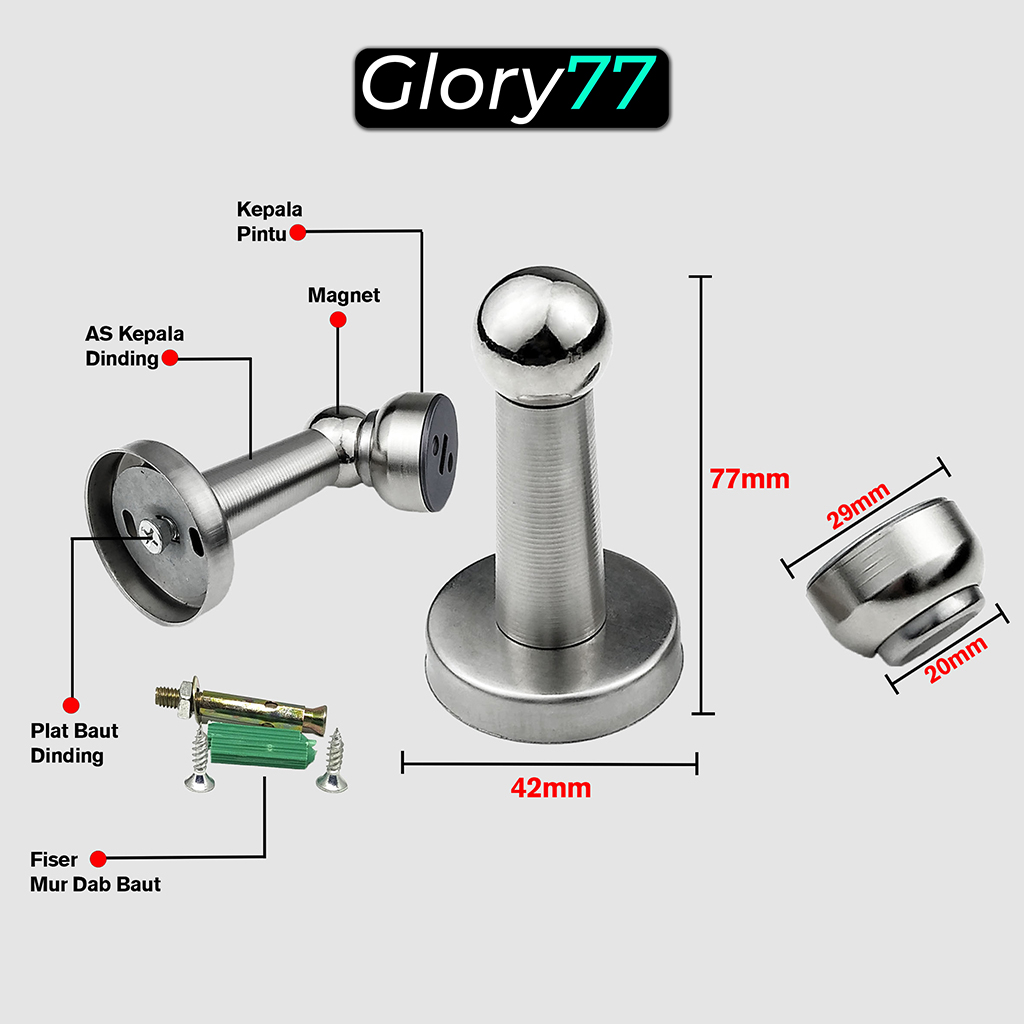 Glory77
Kepala
Pintu
Magnet
AS Kepala
Dinding
77mm
29mm
20mm
Plat Baut
Dinding
42mm
Fiser
Mur Dab Baut